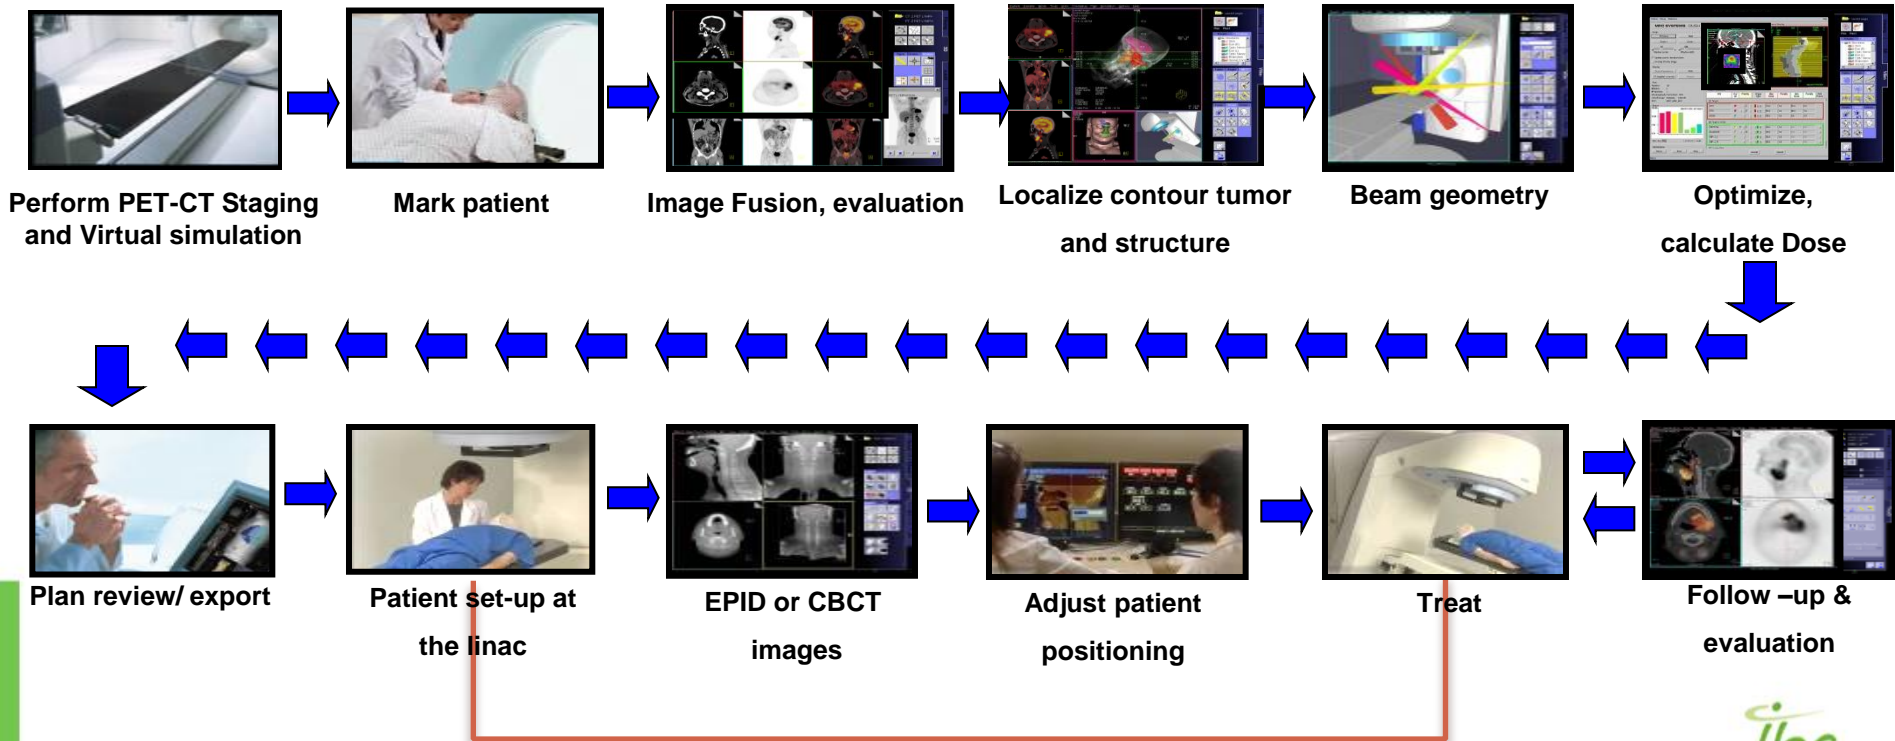 Perform PET-CT Staging
and Virtual simulation
Mark patient
Image Fusion, evaluation
Localize contour tumor
and structure
Beam geometry
Optimize,
calculate Dose
Plan review/ export
Patient set-up at
the linac
EPID or CBCT
images
Adjust patient
positioning
Treat
Follow –up &
evaluation